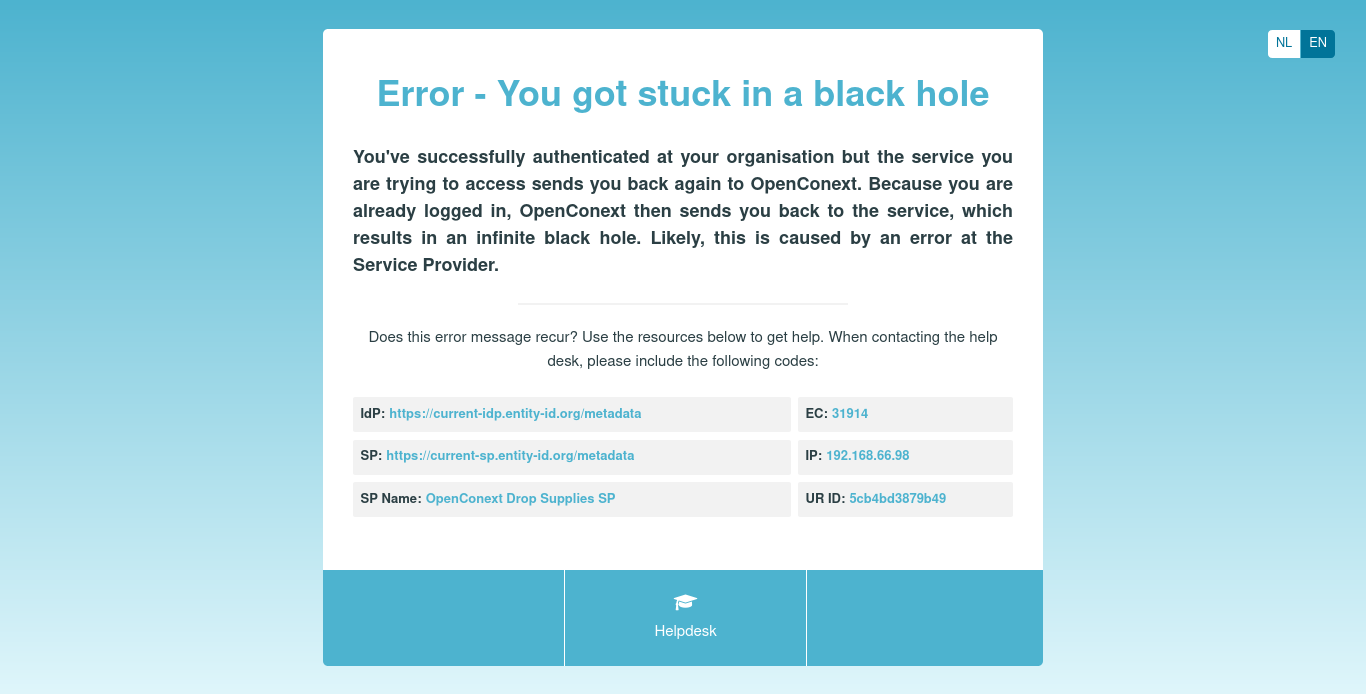 NL EN
Error - You got stuck in a black hole
You've successfully authenticated at your organisation but the service you
are trying to access sends you back again to OpenConext. Because you are
already logged in, OpenConext then sends you back to the service, which
results in an infinite black hole. Likely, this is caused by an error at the
Service Provider.
Does this error message recur? Use the resources below to get help. When contacting the help
desk, please include the following codes:
IdP: https://current-idp.entity-id.org/metadata
EC: 31914
SP: https://current-sp.entity-id.org/metadata
IP: 192.168.66.98
SP Name: OpenConext Drop Supplies SP
UR ID: 5cb4bd3879b49
Helpdesk